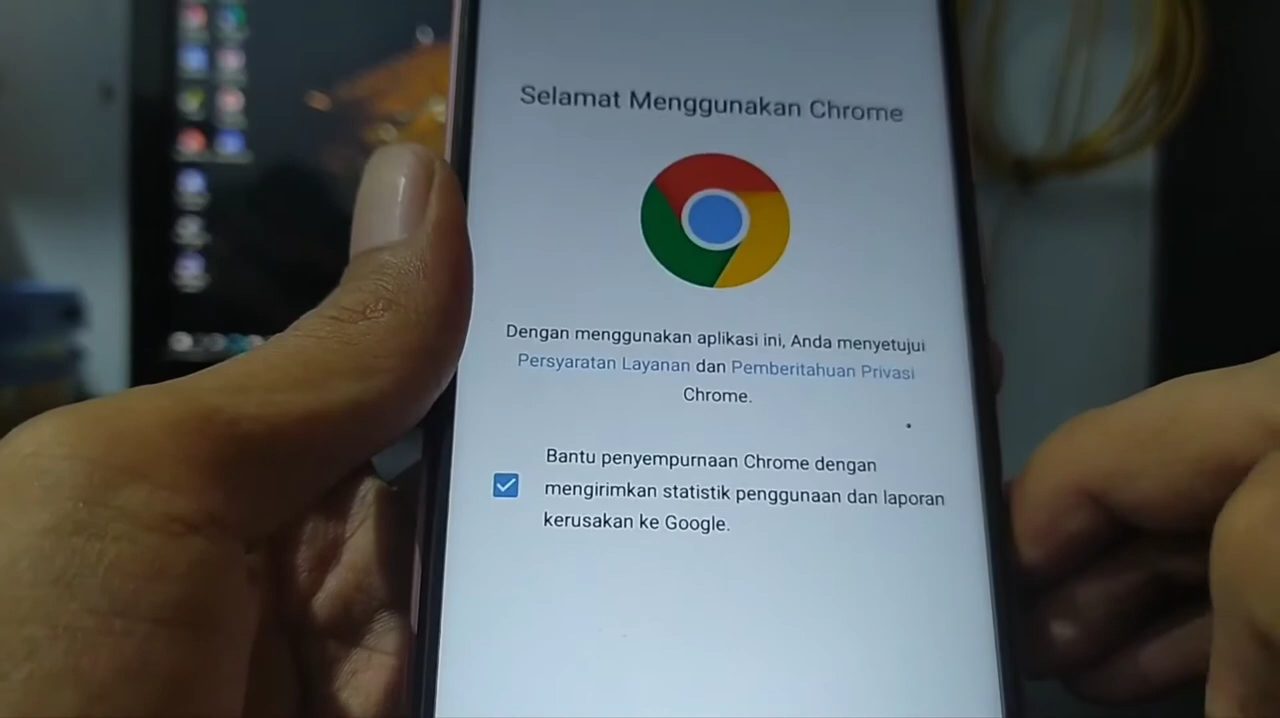 Selamat Menggunakan Chrome
Dengan menggunakan aplikasi ini, Anda menyetujui
Persyaratan Layanan dan Pemberitahuan Privasi
Chrome.
Bantu penyempurnaan Chrome dengan
mengirimkan statistik penggunaan dan laporan
kerusakan ke Google.